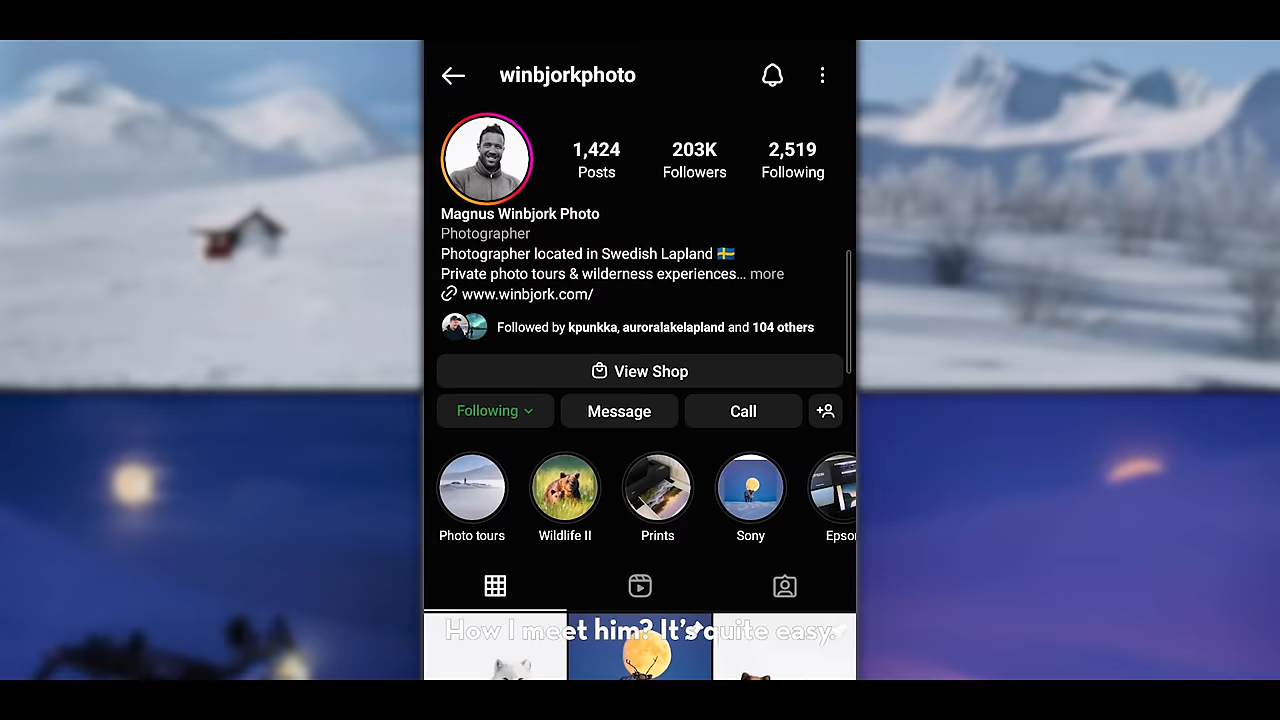 winbjorkphoto
1,424 203K 2,519
Posts Followers Following
Magnus Winbjork Photo
Photographer
Photographer located in Swedish Lapland 🇸🇪
Private photo tours & wilderness experiences… more
www.winbjork.com/
Followed by kpunkka, auroralakelapland and 104 others
View Shop
Following Message Call
Photo tours Wildlife II Prints Sony Epso
How I meet him? It's quite easy.